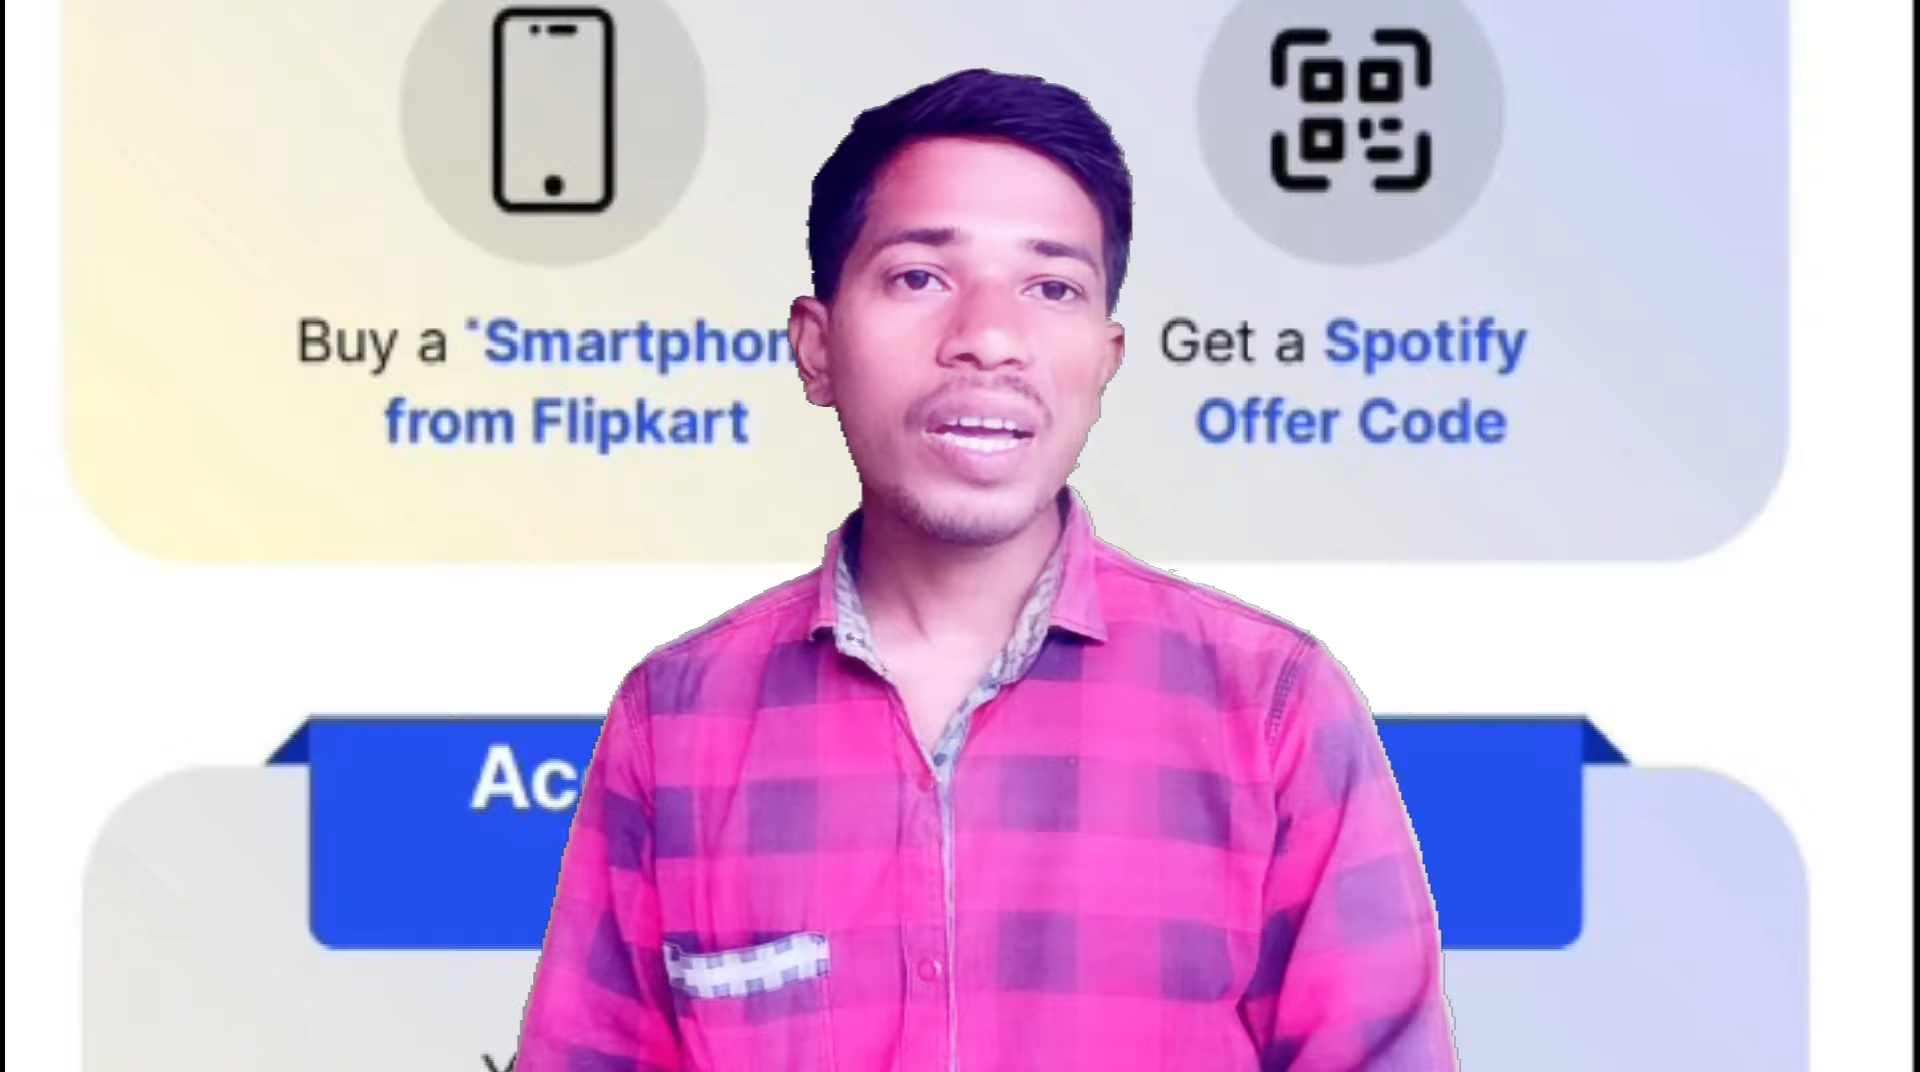 Buy a *Smartphon
from Flipkart
Get a Spotify
Offer Code
Ac